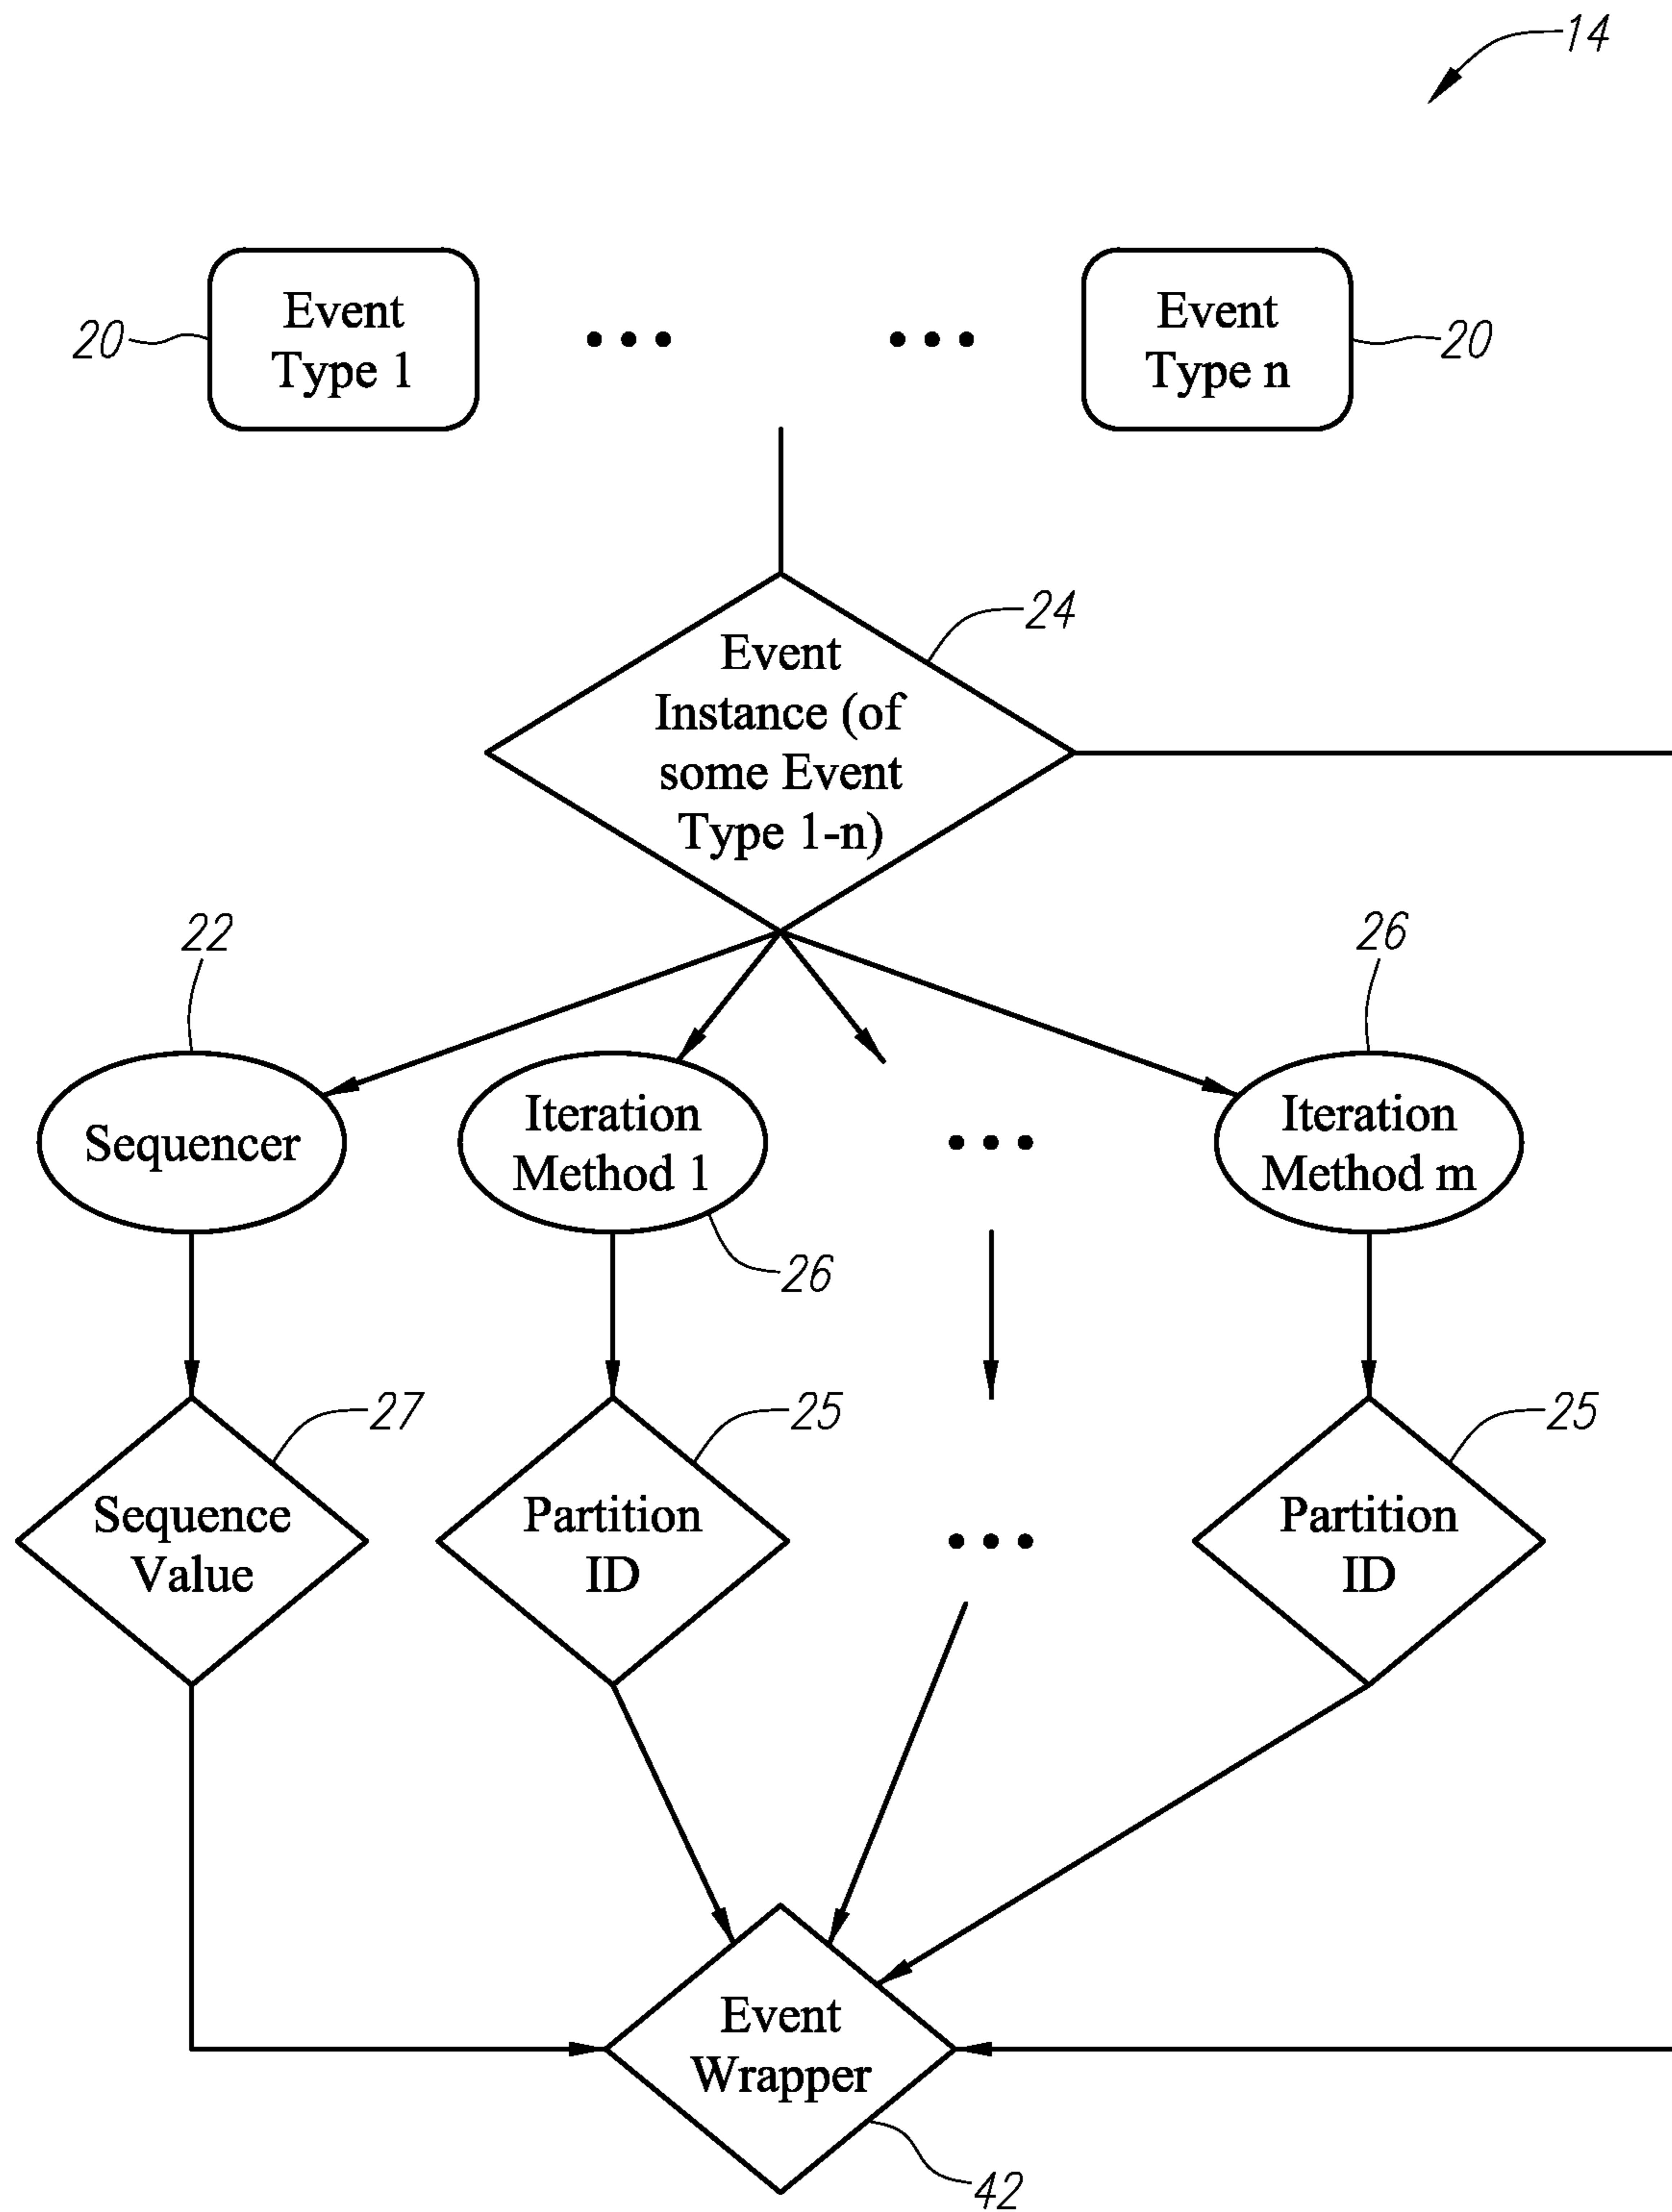 14
20
Event
Type 1
• • •
• • •
Event
Type n
20
Event
Instance (of
some Event
Type 1-n)
24
22
26
Sequencer
Iteration
Method 1
• • •
Iteration
Method m
26
27
25
25
Sequence
Value
Partition
ID
• • •
Partition
ID
Event
Wrapper
42